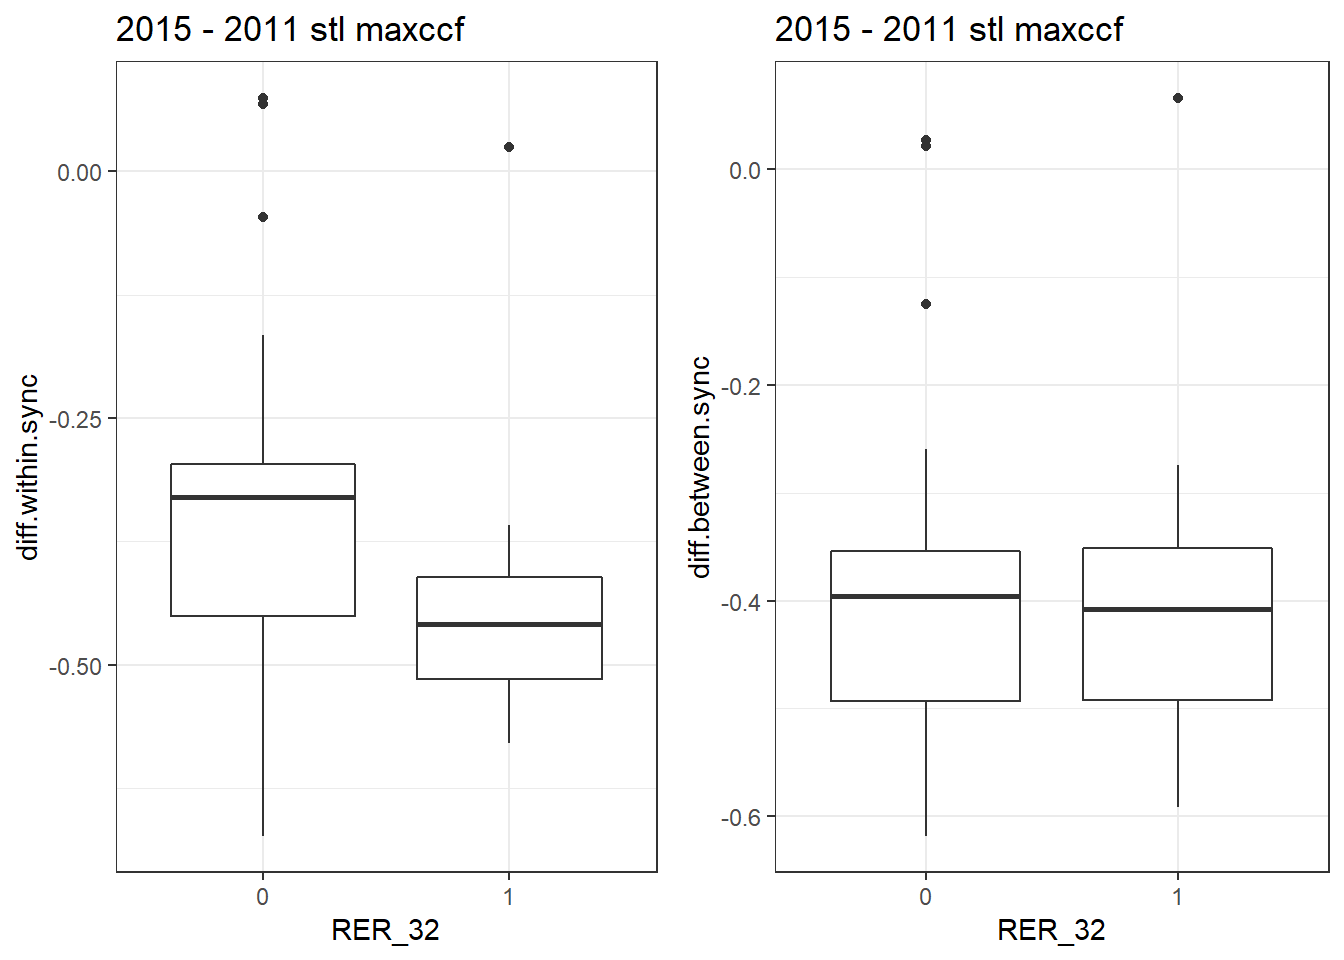 2015 - 2011 stl maxccf
diff.within.sync
0.00
-0.25
-0.50
0
1
RER_32
2015 - 2011 stl maxccf
diff.between.sync
0.0
-0.2
-0.4
-0.6
0
1
RER_32